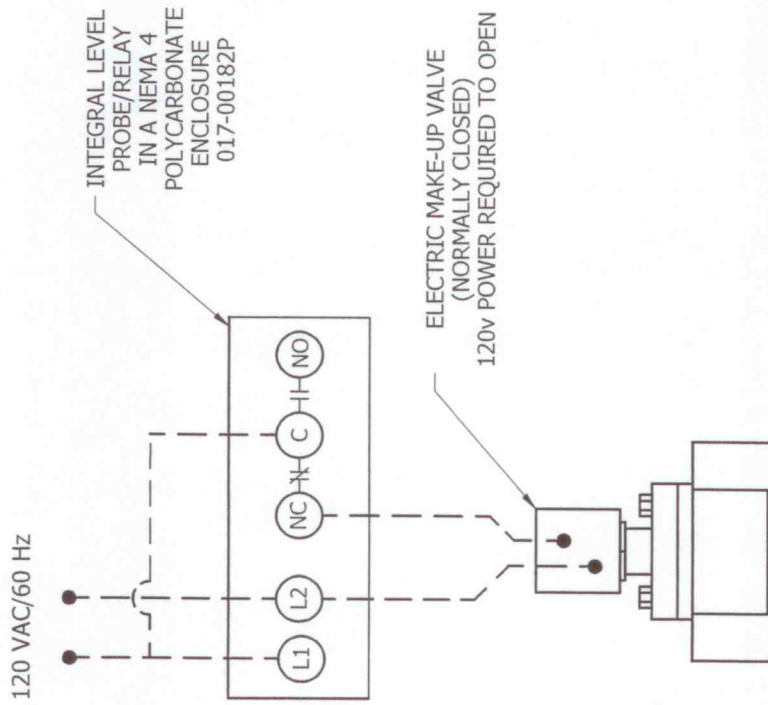 120 VAC/60 Hz
INTEGRAL LEVEL
PROBE/RELAY
IN A NEMA 4
POLYCARBONATE
ENCLOSURE
017-00182P
L1
L2
NC
C
NO
ELECTRIC MAKE-UP VALVE
(NORMALLY CLOSED)
120v POWER REQUIRED TO OPEN